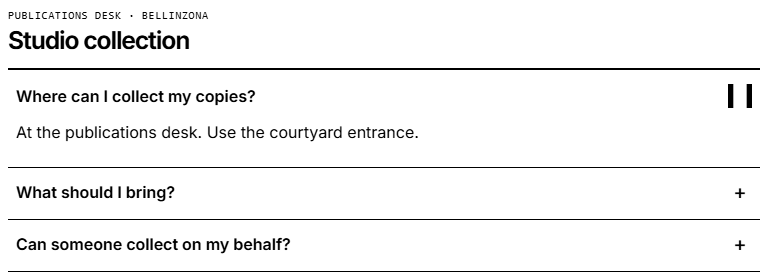 PUBLICATIONS DESK · BELLINZONA
Studio collection
Where can I collect my copies?
At the publications desk. Use the courtyard entrance.
What should I bring?
+
Can someone collect on my behalf?
+